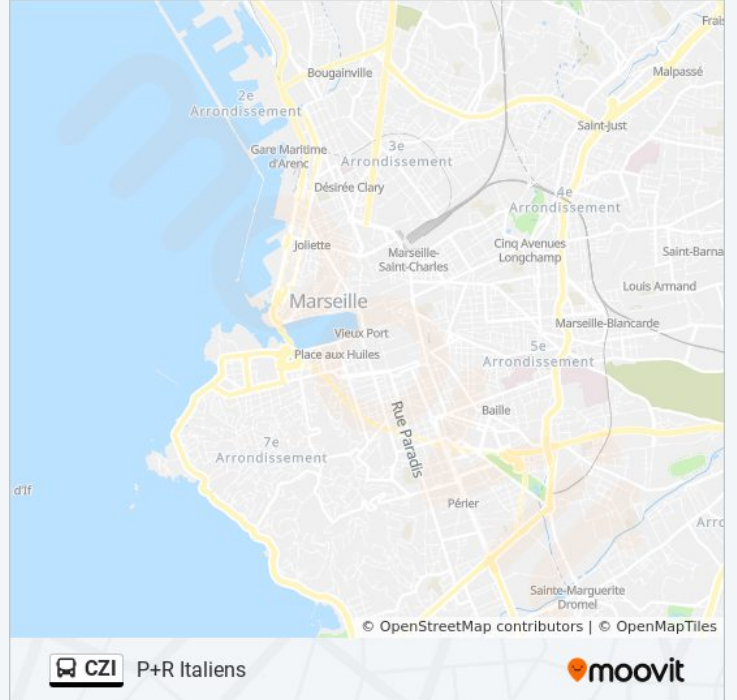 Frais
Bougainville
Malpassé
2e
Arrondissement
Saint-Just
3e
Arrondissement
Gare Maritime
d'Arenc
Désirée Clary
4e
Arrondissement
Joliette
Marseille-
Saint-Charles
Cinq Avenues
Longchamp
Saint-Barna
Louis Armand
Marseille
Vieux Port
Marseille-Blancarde
Place aux Huiles
5e
Arrondissement
Rue Paradis
Baille
7e
Arrondissement
d'If
Périer
Arro
Sainte-Marguerite
Dromel
© OpenStreetMap contributors | © OpenMapTiles
CZI P+R Italiens
moovit